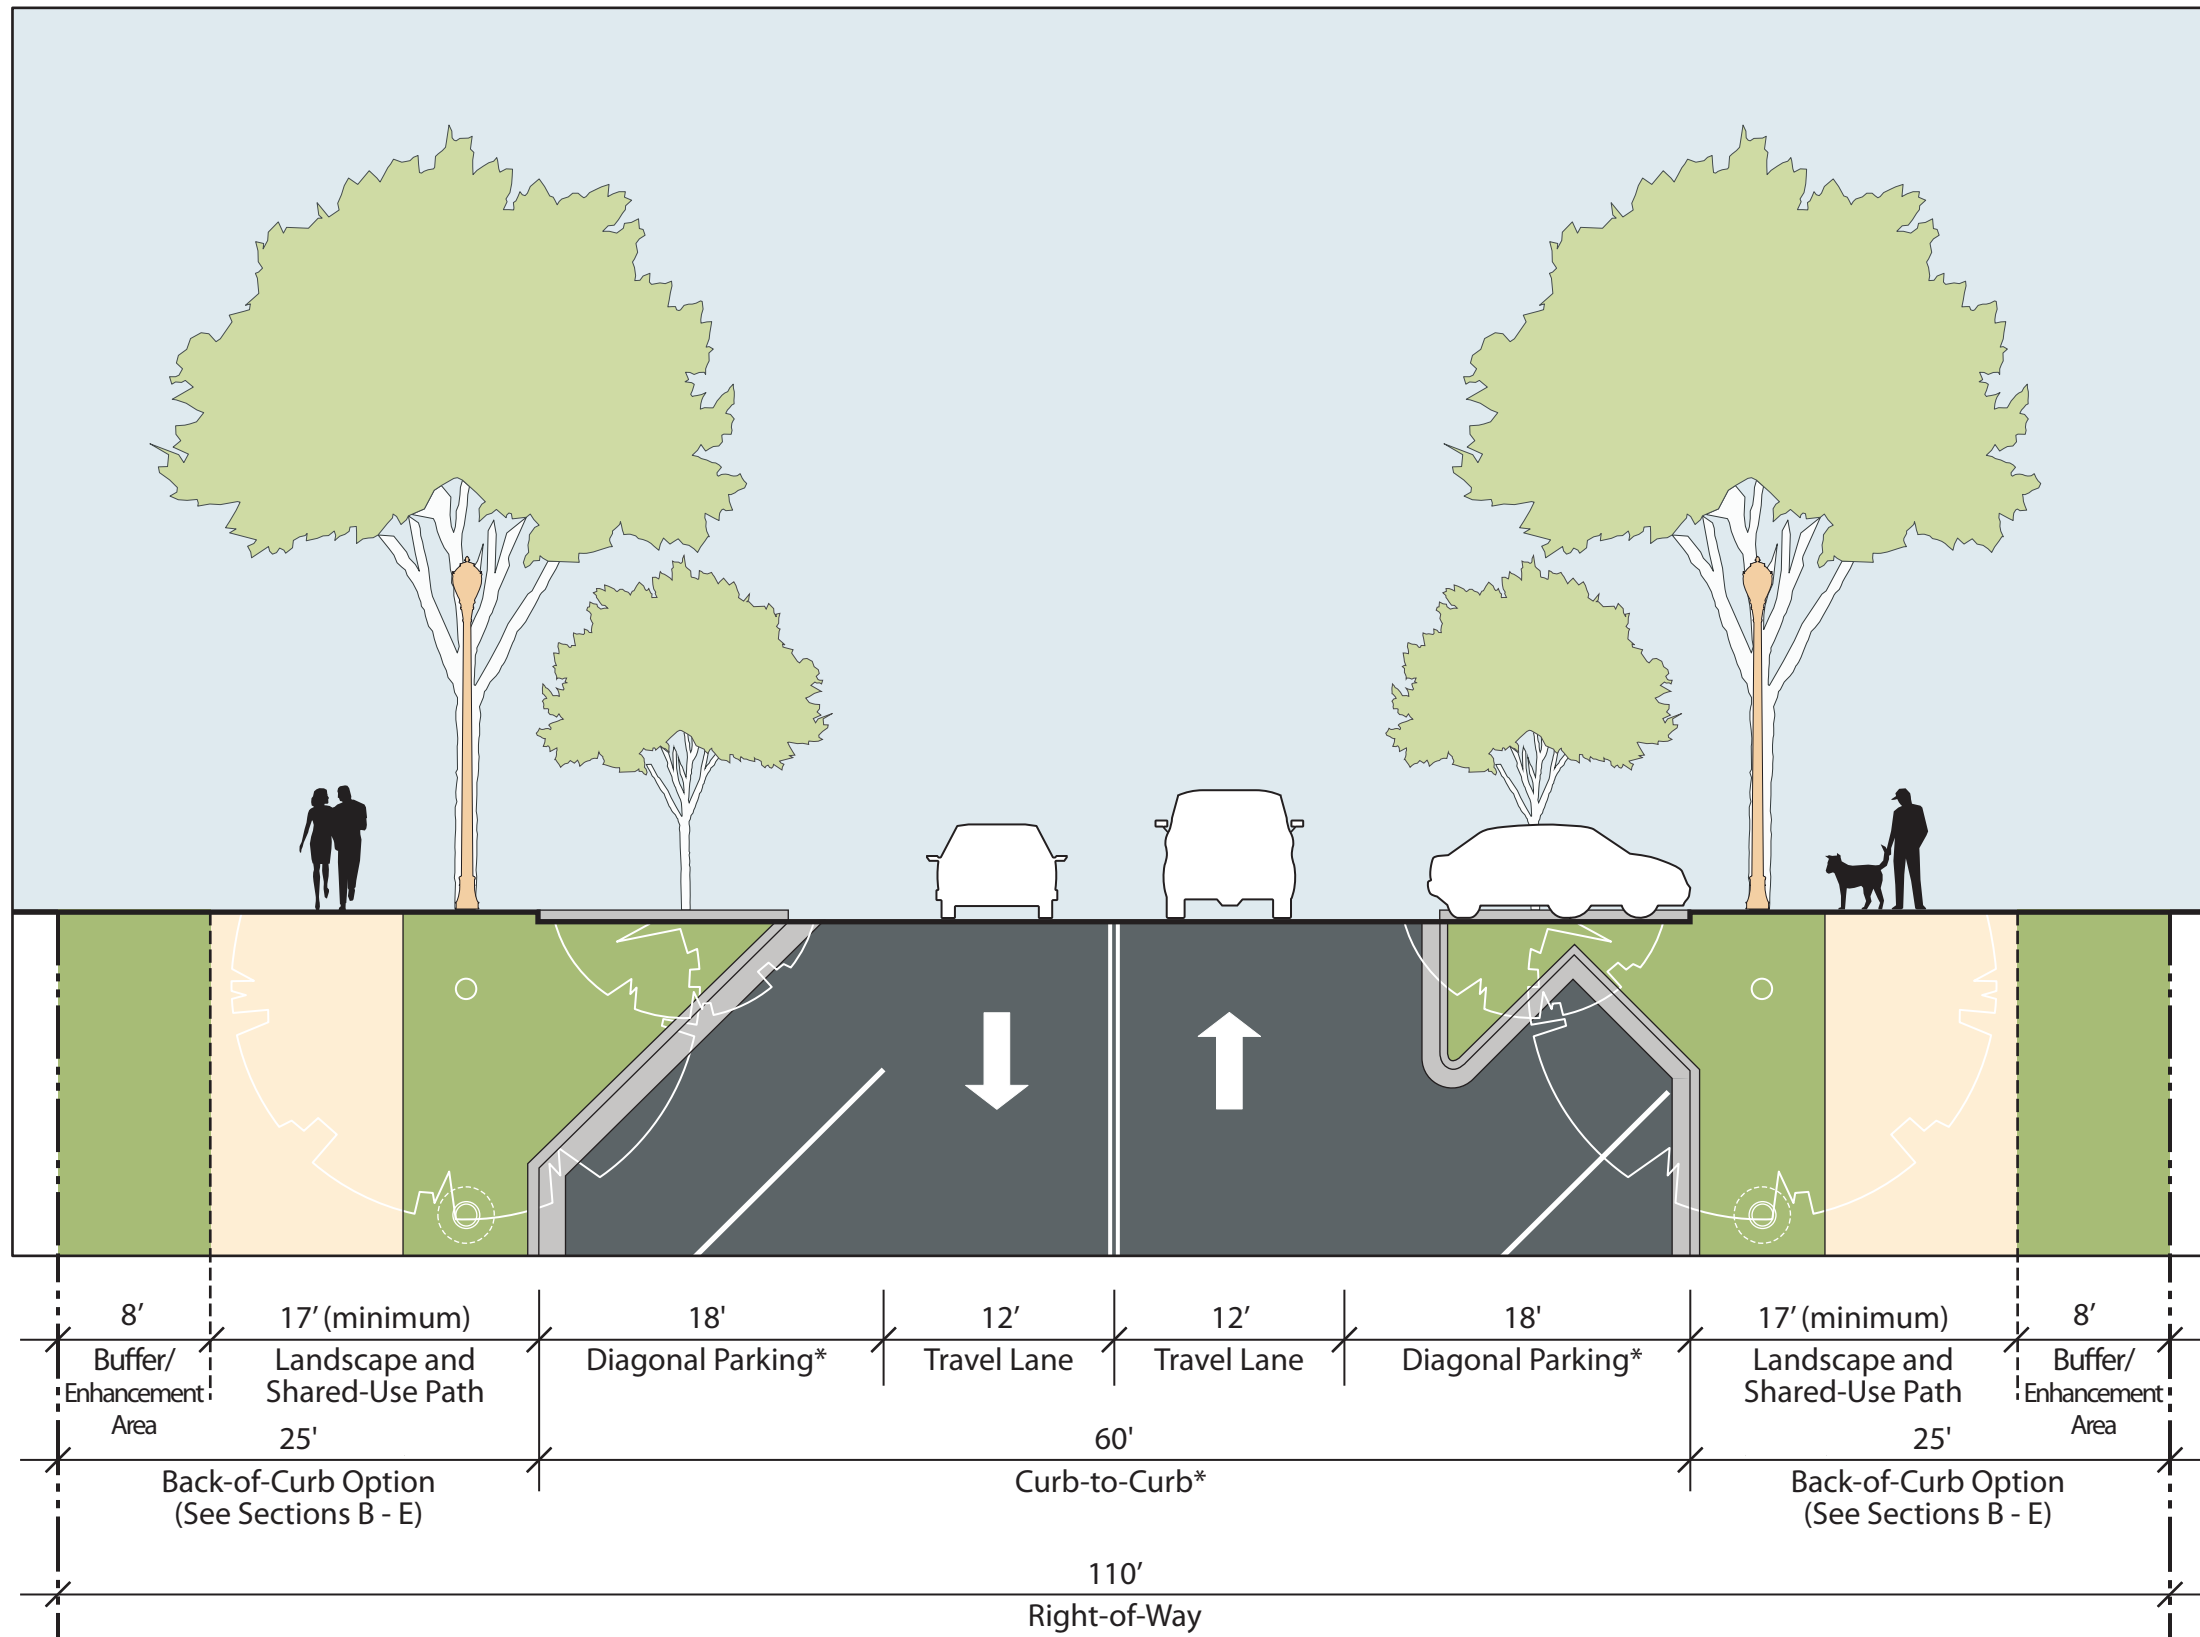 8’ 17’ (minimum) 18' 12’ 12’ 18' 17’ (minimum) 8’
Buffer/ Landscape and Diagonal Parking* Travel Lane Travel Lane Diagonal Parking* Landscape and Buffer/
Enhancement Shared-Use Path Shared-Use Path Enhancement
Area Area
25' 60' 25'
Back-of-Curb Option Curb-to-Curb* Back-of-Curb Option
(See Sections B - E) (See Sections B - E)
110’
Right-of-Way